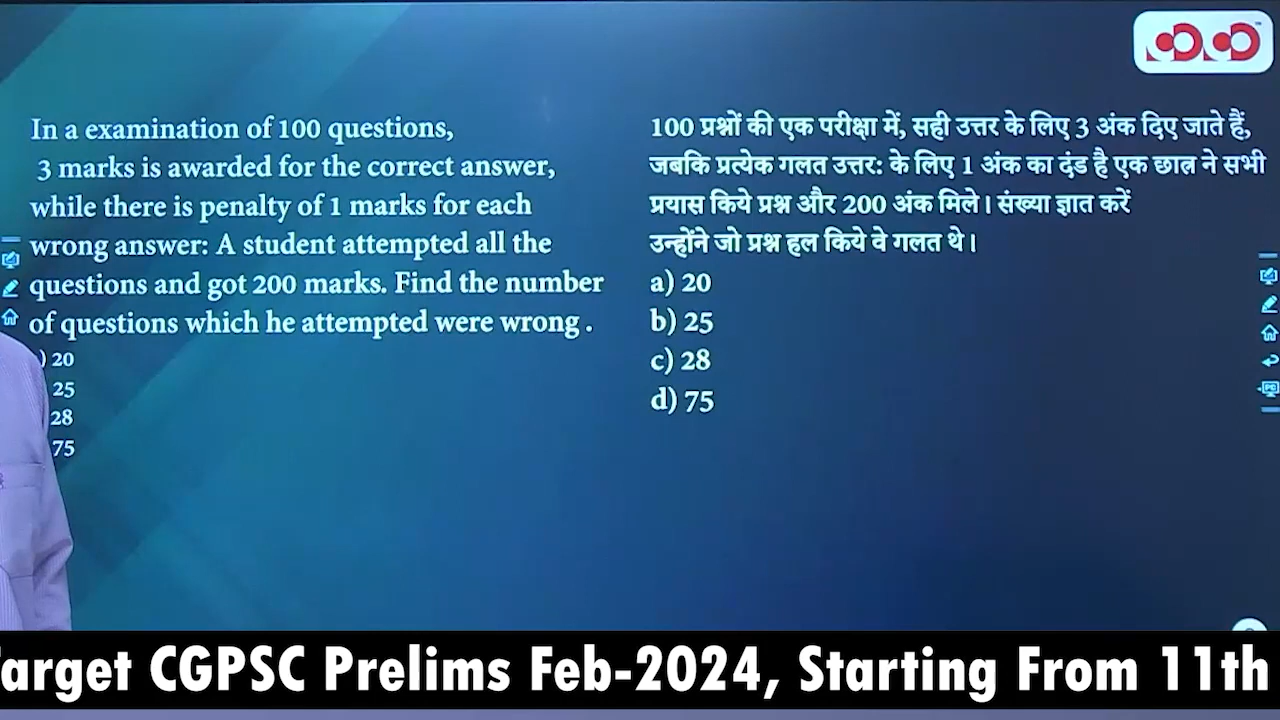 In a examination of 100 questions,
3 marks is awarded for the correct answer,
while there is penalty of 1 marks for each
wrong answer: A student attempted all the
questions and got 200 marks. Find the number
of questions which he attempted were wrong .
) 20
25
28
75
100 प्रश्नों की एक परीक्षा में, सही उत्तर के लिए 3 अंक दिए जाते हैं,
जबकि प्रत्येक गलत उत्तर: के लिए 1 अंक का दंड है एक छात्र ने सभी
प्रयास किये प्रश्न और 200 अंक मिले। संख्या ज्ञात करें
उन्होंने जो प्रश्न हल किये वे गलत थे।
a) 20
b) 25
c) 28
d) 75
Target CGPSC Prelims Feb-2024, Starting From 11th